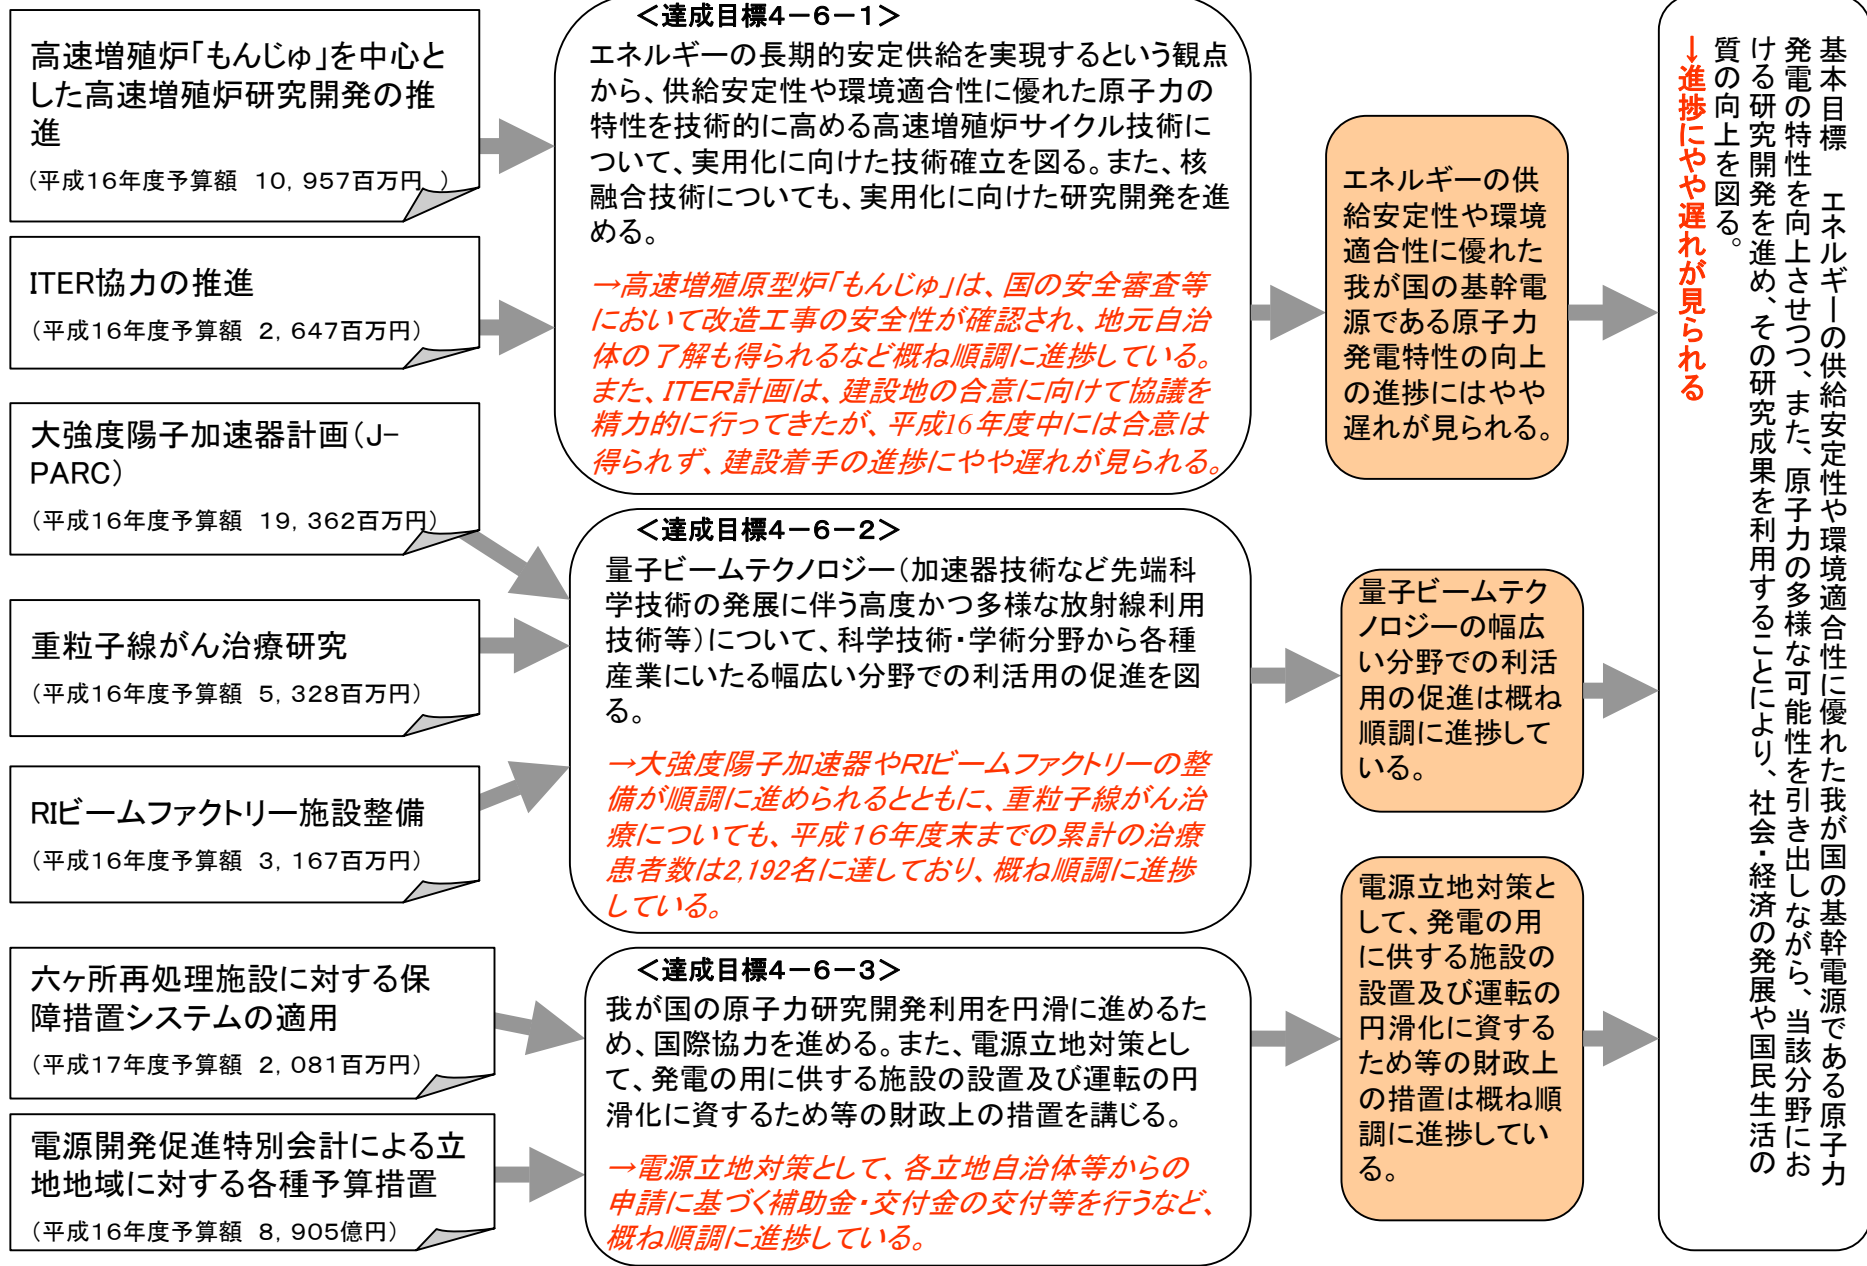 高速増殖炉「もんじゅ」を中心と
した高速増殖炉研究開発の推
進
(平成16年度予算額 10,957百万円 )
ITER協力の推進
(平成16年度予算額 2,647百万円)
大強度陽子加速器計画(J-
PARC)
(平成16年度予算額 19,362百万円)
重粒子線がん治療研究
(平成16年度予算額 5,328百万円)
RIビームファクトリー施設整備
(平成16年度予算額 3,167百万円)
六ヶ所再処理施設に対する保
障措置システムの適用
(平成17年度予算額 2,081百万円)
電源開発促進特別会計による立
地地域に対する各種予算措置
(平成16年度予算額 8,905億円)
<達成目標4-6-1>
エネルギーの長期的安定供給を実現するという観点
から、供給安定性や環境適合性に優れた原子力の
特性を技術的に高める高速増殖炉サイクル技術に
ついて、実用化に向けた技術確立を図る。また、核
融合技術についても、実用化に向けた研究開発を進
める。
→高速増殖原型炉「もんじゅ」は、国の安全審査等
において改造工事の安全性が確認され、地元自治
体の了解も得られるなど概ね順調に進捗している。
また、ITER計画は、建設地の合意に向けて協議を
精力的に行ってきたが、平成16年度中には合意は
得られず、建設着手の進捗にやや遅れが見られる。
<達成目標4-6-2>
量子ビームテクノロジー(加速器技術など先端科
学技術の発展に伴う高度かつ多様な放射線利用
技術等)について、科学技術・学術分野から各種
産業にいたる幅広い分野での利活用の促進を図
る。
→大強度陽子加速器やRIビームファクトリーの整
備が順調に進められるとともに、重粒子線がん治
療についても、平成16年度末までの累計の治療
患者数は2,192名に達しており、概ね順調に進捗
している。
<達成目標4-6-3>
我が国の原子力研究開発利用を円滑に進めるた
め、国際協力を進める。また、電源立地対策とし
て、発電の用に供する施設の設置及び運転の円
滑化に資するため等の財政上の措置を講じる。
→電源立地対策として、各立地自治体等からの
申請に基づく補助金・交付金の交付等を行うなど、
概ね順調に進捗している。
エネルギーの供
給安定性や環境
適合性に優れた
我が国の基幹電
源である原子力
発電特性の向上
の進捗にはやや
遅れが見られる。
量子ビームテク
ノロジーの幅広
い分野での利活
用の促進は概ね
順調に進捗して
いる。
電源立地対策と
して、発電の用
に供する施設の
設置及び運転の
円滑化に資する
ため等の財政上
の措置は概ね順
調に進捗してい
る。
基本目標 エネルギーの供給安定性や環境適合性に優れた我が国の基幹電源である原子力
発電の特性を向上させつつ、また、原子力の多様な可能性を引き出しながら、当該分野にお
ける研究開発を進め、その研究成果を利用することにより、社会・経済の発展や国民生活の
質の向上を図る。
→進捗にやや遅れが見られる